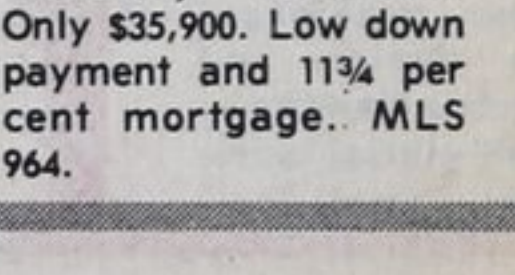 Only $35,900. Low down
payment and 11¾ per
cent mortgage. MLS
964.